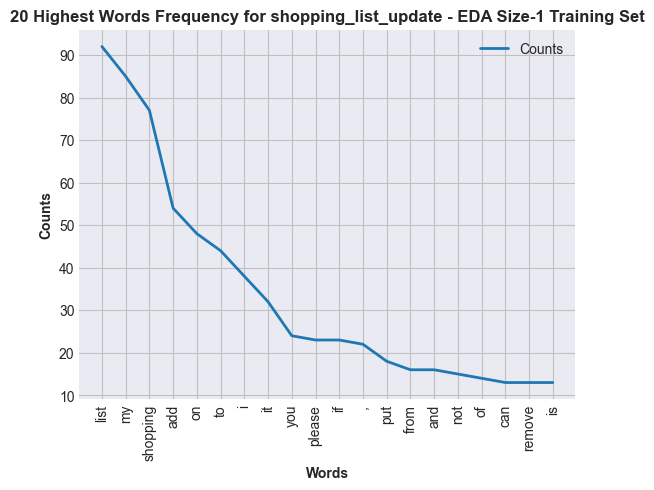 20 Highest Words Frequency for shopping_list_update - EDA Size-1 Training Set
Counts
90
80
70
60
50
40
30
20
10
Counts
list
my
shopping
add
on
to
i
it
you
please
if
,
put
from
and
not
of
can
remove
is
Words